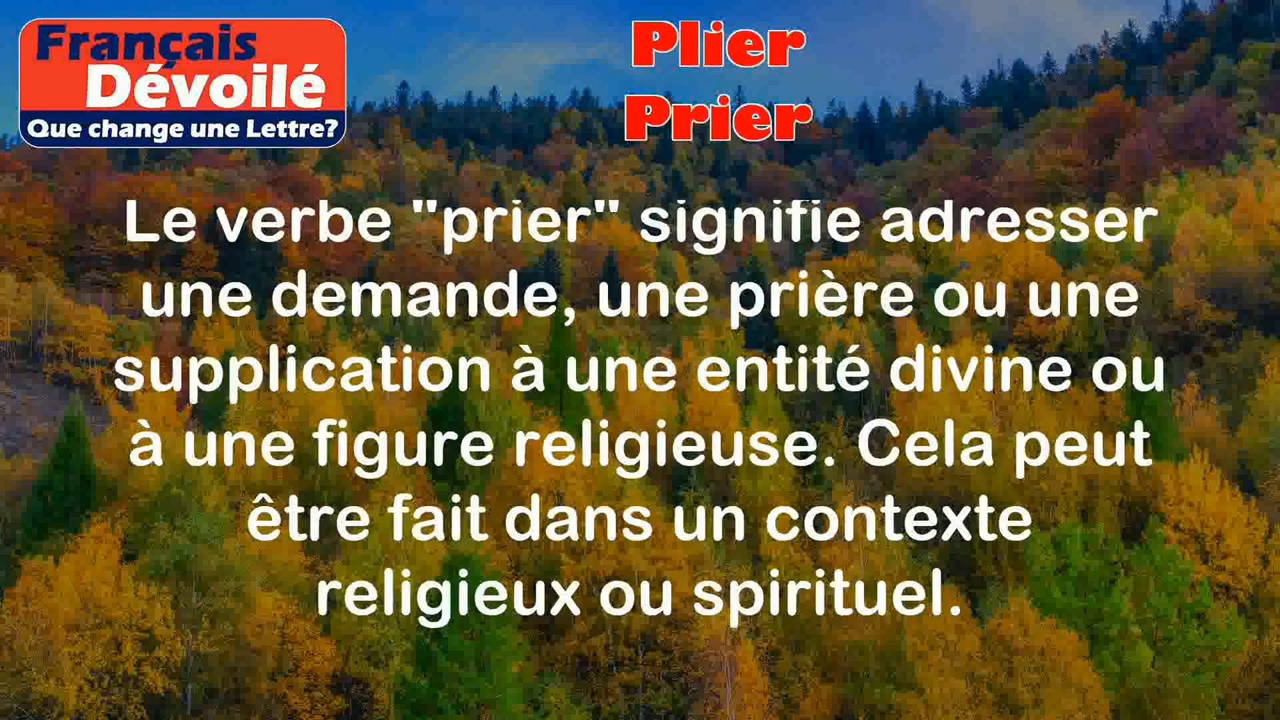 Français
Dévoilé
Que change une Lettre?
Plier
Prier
Le verbe "prier" signifie adresser
une demande, une prière ou une
supplication à une entité divine ou
à une figure religieuse. Cela peut
être fait dans un contexte
religieux ou spirituel.